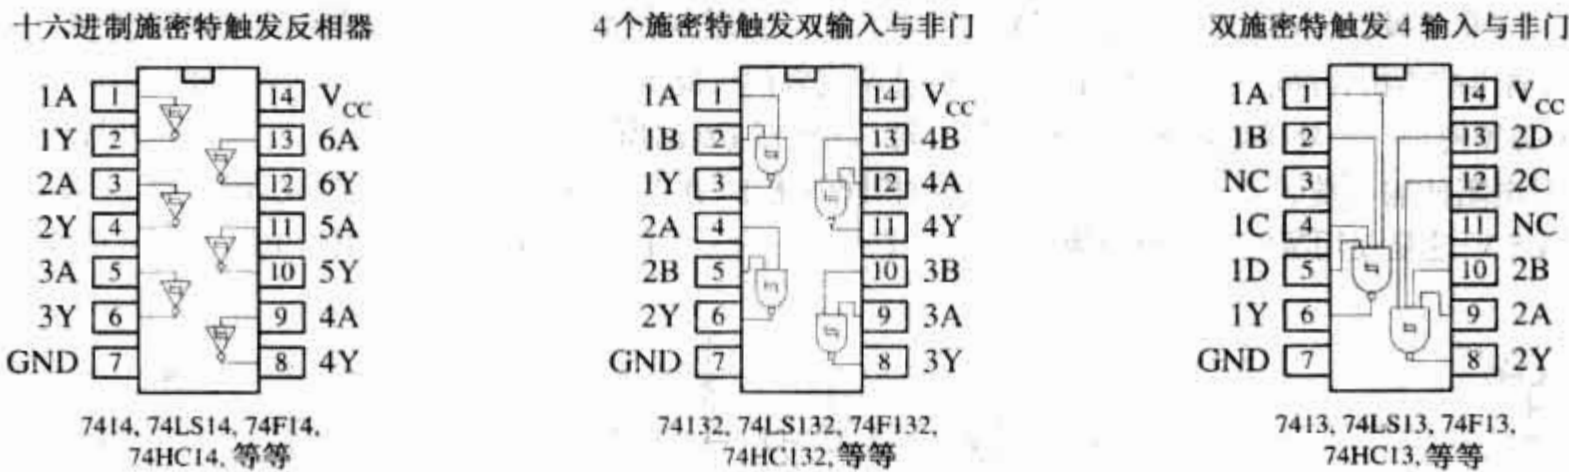 十六进制施密特触发反相器
1A 1 14 VCC
1Y 2 13 6A
2A 3 12 6Y
2Y 4 11 5A
3A 5 10 5Y
3Y 6 9 4A
GND 7 8 4Y
7414, 74LS14, 74F14,
74HC14, 等等
4 个施密特触发双输入与非门
1A 1 14 VCC
1B 2 13 4B
1Y 3 12 4A
2A 4 11 4Y
2B 5 10 3B
2Y 6 9 3A
GND 7 8 3Y
74132, 74LS132, 74F132,
74HC132, 等等
双施密特触发 4 输入与非门
1A 1 14 VCC
1B 2 13 2D
NC 3 12 2C
1C 4 11 NC
1D 5 10 2B
1Y 6 9 2A
GND 7 8 2Y
7413, 74LS13, 74F13,
74HC13, 等等